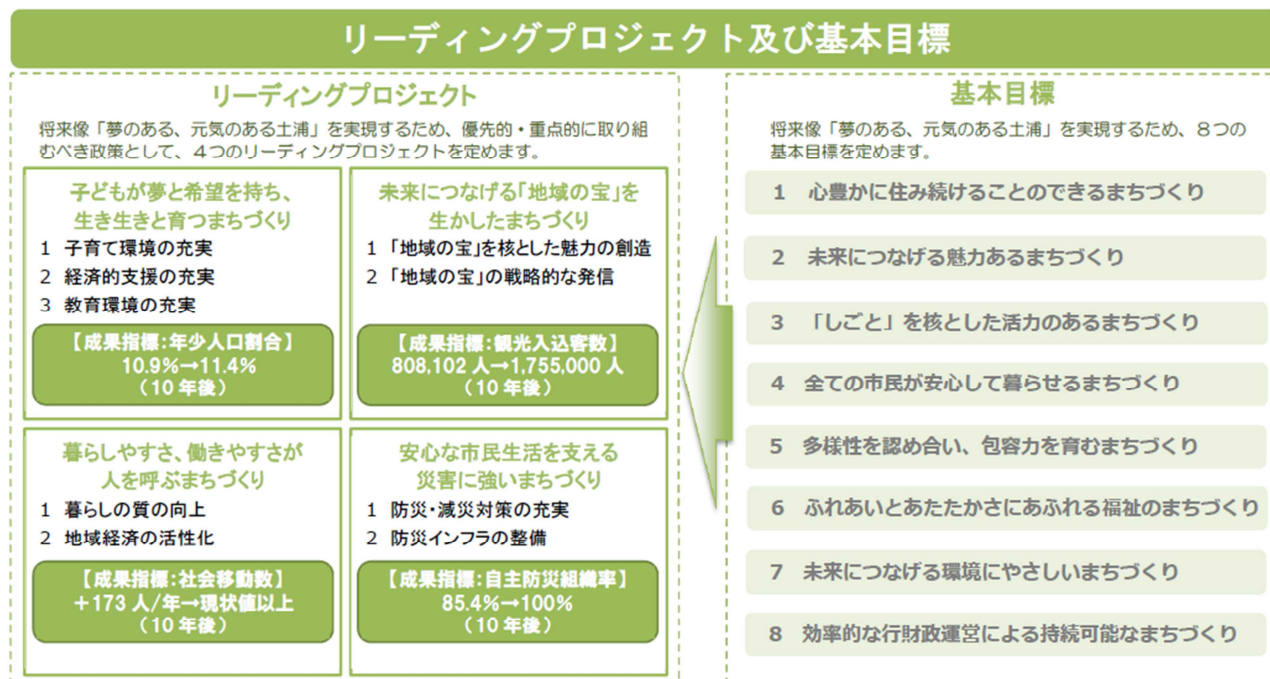 リーディングプロジェクト及び基本目標
リーディングプロジェクト
将来像「夢のある、元気のある土浦」を実現するため、優先的・重点的に取り組
むべき政策として、４つのリーディングプロジェクトを定めます。
子どもが夢と希望を持ち、
生き生きと育つまちづくり
1 子育て環境の充実
2 経済的支援の充実
3 教育環境の充実
【成果指標:年少人口割合】
10.9%→11.4%
（10 年後）
未来につなげる「地域の宝」を
生かしたまちづくり
1 「地域の宝」を核とした魅力の創造
2 「地域の宝」の戦略的な発信
【成果指標:観光入込客数】
808,102 人→1,755,000 人
（10 年後）
暮らしやすさ、働きやすさが
人を呼ぶまちづくり
1 暮らしの質の向上
2 地域経済の活性化
【成果指標:社会移動数】
＋173 人/年→現状値以上
（10 年後）
安心な市民生活を支える
災害に強いまちづくり
1 防災・減災対策の充実
2 防災インフラの整備
【成果指標:自主防災組織率】
85.4%→100%
（10 年後）
基本目標
将来像「夢のある、元気のある土浦」を実現するため、８つの
基本目標を定めます。
1 心豊かに住み続けることのできるまちづくり
2 未来につなげる魅力あるまちづくり
3 「しごと」を核とした活力のあるまちづくり
4 全ての市民が安心して暮らせるまちづくり
5 多様性を認め合い、包容力を育むまちづくり
6 ふれあいとあたたかさにあふれる福祉のまちづくり
7 未来につなげる環境にやさしいまちづくり
8 効率的な行財政運営による持続可能なまちづくり